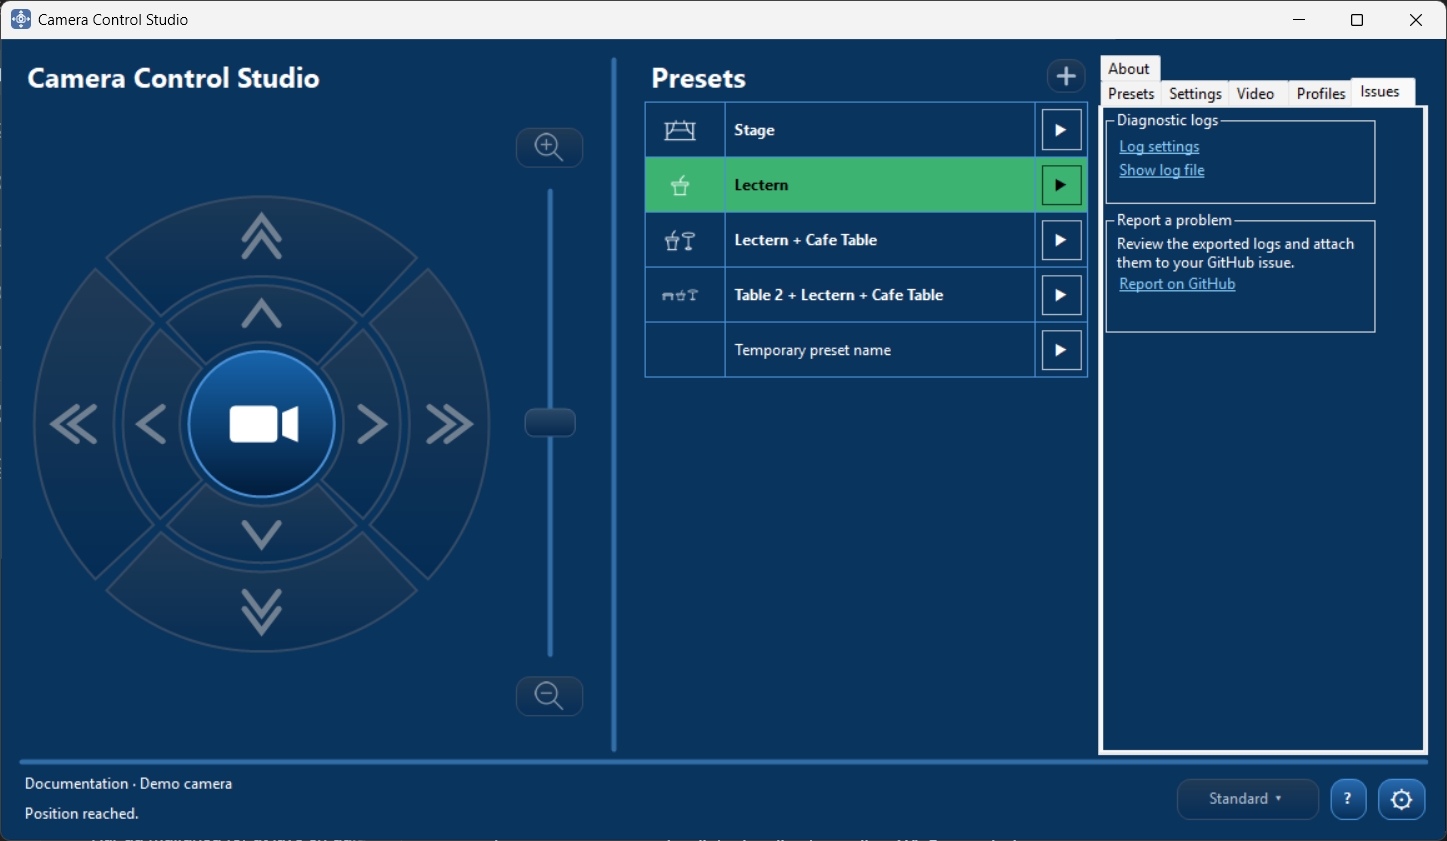 Camera Control Studio
Camera Control Studio
Presets
Stage
Lectern
Lectern + Cafe Table
Table 2 + Lectern + Cafe Table
Temporary preset name
About
Presets Settings Video Profiles Issues
Diagnostic logs
Log settings
Show log file
Report a problem
Review the exported logs and attach
them to your GitHub issue.
Report on GitHub
Documentation · Demo camera
Position reached.
Standard
?